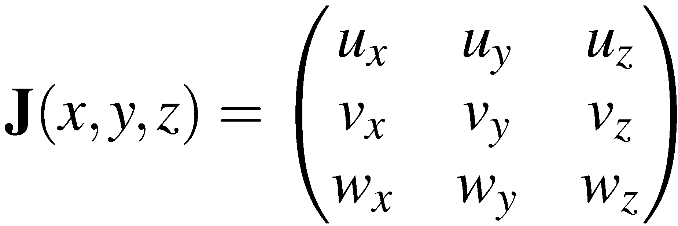 u_x u_y u_z
J(x,y,z) = v_x v_y v_z
w_x w_y w_z